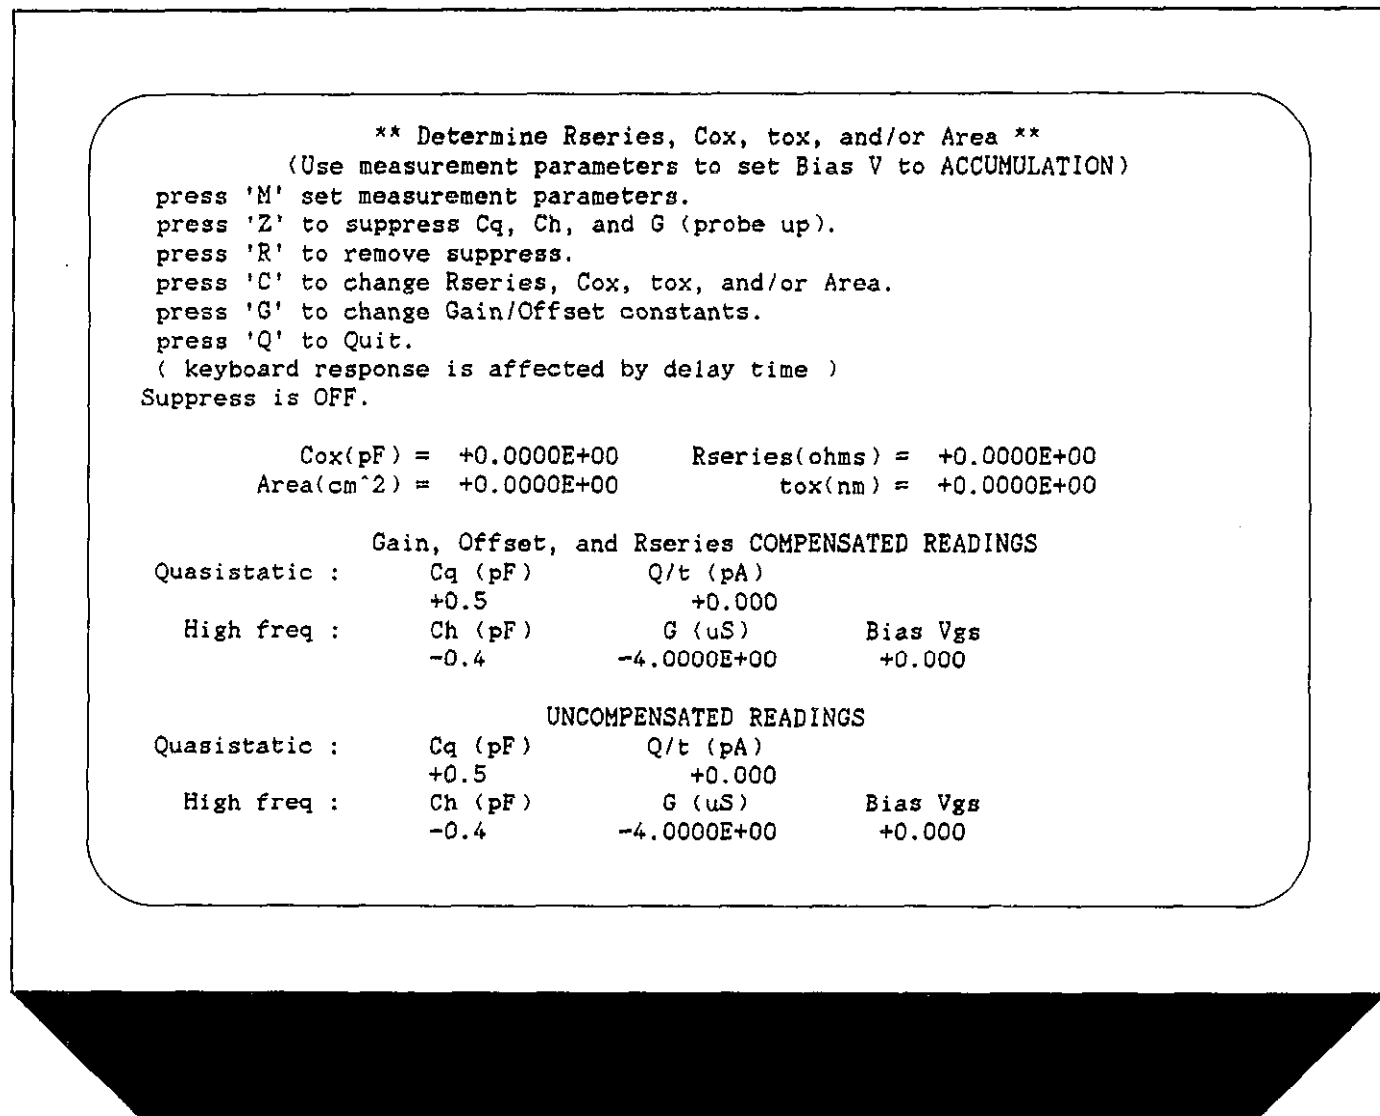 ** Determine Rseries, Cox, tox, and/or Area **
(Use measurement parameters to set Bias V to ACCUMULATION)
press 'M' set measurement parameters.
press 'Z' to suppress Cq, Ch, and G (probe up).
press 'R' to remove suppress.
press 'C' to change Rseries, Cox, tox, and/or Area.
press 'G' to change Gain/Offset constants.
press 'Q' to Quit.
( keyboard response is affected by delay time )
Suppress is OFF.
Cox(pF) = +0.0000E+00 Rseries(ohms) = +0.0000E+00
Area(cm^2) = +0.0000E+00 tox(nm) = +0.0000E+00
Gain, Offset, and Rseries COMPENSATED READINGS
Quasistatic : Cq (pF) Q/t (pA)
+0.5 +0.000
High freq : Ch (pF) G (uS) Bias Vgs
-0.4 -4.0000E+00 +0.000
UNCOMPENSATED READINGS
Quasistatic : Cq (pF) Q/t (pA)
+0.5 +0.000
High freq : Ch (pF) G (uS) Bias Vgs
-0.4 -4.0000E+00 +0.000